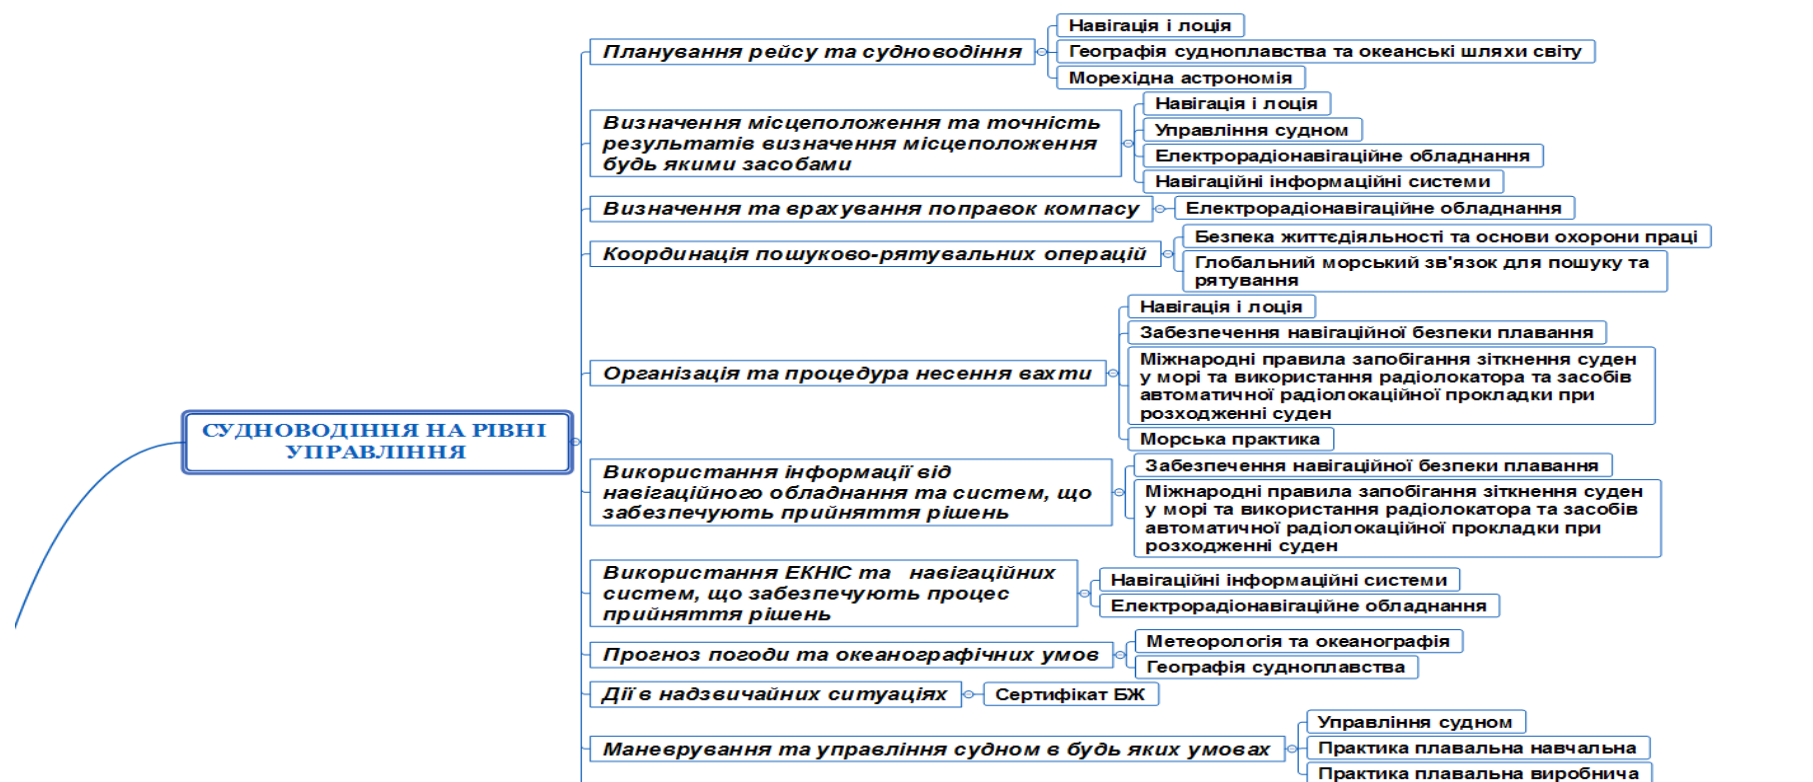 СУДНОВОДІННЯ НА РІВНІ
УПРАВЛІННЯ
Планування рейсу та судноводіння
Навігація і лоція
Географія судноплавства та океанські шляхи світу
Морехідна астрономія
Визначення місцеположення та точність
результатів визначення місцеположення
будь якими засобами
Навігація і лоція
Управління судном
Електрорадіонавігаційне обладнання
Навігаційні інформаційні системи
Визначення та врахування поправок компасу
Електрорадіонавігаційне обладнання
Координація пошуково-рятувальних операцій
Безпека життєдіяльності та основи охорони праці
Глобальний морський зв'язок для пошуку та
рятування
Організація та процедура несення вахти
Навігація і лоція
Забезпечення навігаційної безпеки плавання
Міжнародні правила запобігання зіткнення суден
у морі та використання радіолокатора та засобів
автоматичної радіолокаційної прокладки при
розходженні суден
Морська практика
Використання інформації від
навігаційного обладнання та систем, що
забезпечують прийняття рішень
Забезпечення навігаційної безпеки плавання
Міжнародні правила запобігання зіткнення суден
у морі та використання радіолокатора та засобів
автоматичної радіолокаційної прокладки при
розходженні суден
Використання ЕКНІС та навігаційних
систем, що забезпечують процес
прийняття рішень
Навігаційні інформаційні системи
Електрорадіонавігаційне обладнання
Прогноз погоди та океанографічних умов
Метеорологія та океанографія
Географія судноплавства
Дії в надзвичайних ситуаціях
Сертифікат БЖ
Маневрування та управління судном в будь яких умовах
Управління судном
Практика плавальна навчальна
Практика плавальна виробнича